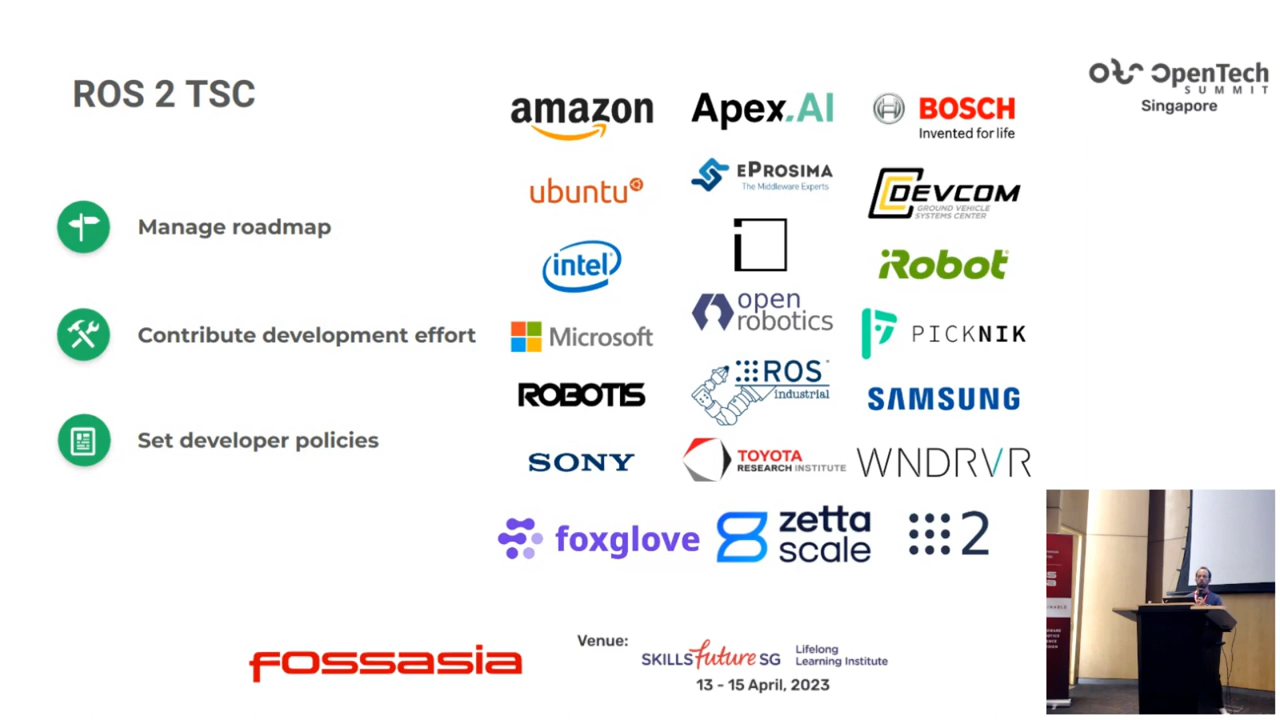 ROS 2 TSC
Manage roadmap
Contribute development effort
Set developer policies
amazon
Apex.AI
BOSCH
Invented for life
ubuntu
ePROSIMA
The Middleware Experts
DEVCOM
GROUND VEHICLE
SYSTEMS CENTER
intel
i
iRobot
Microsoft
open
robotics
PICKNIK
ROBOTIS
ROS
industrial
SAMSUNG
SONY
TOYOTA
RESEARCH INSTITUTE
WNDRVR
foxglove
zetta
scale
2
OpenTech
SUMMIT
Singapore
fossasia
Venue:
SKILLS future SG
Lifelong
Learning Institute
13 - 15 April, 2023